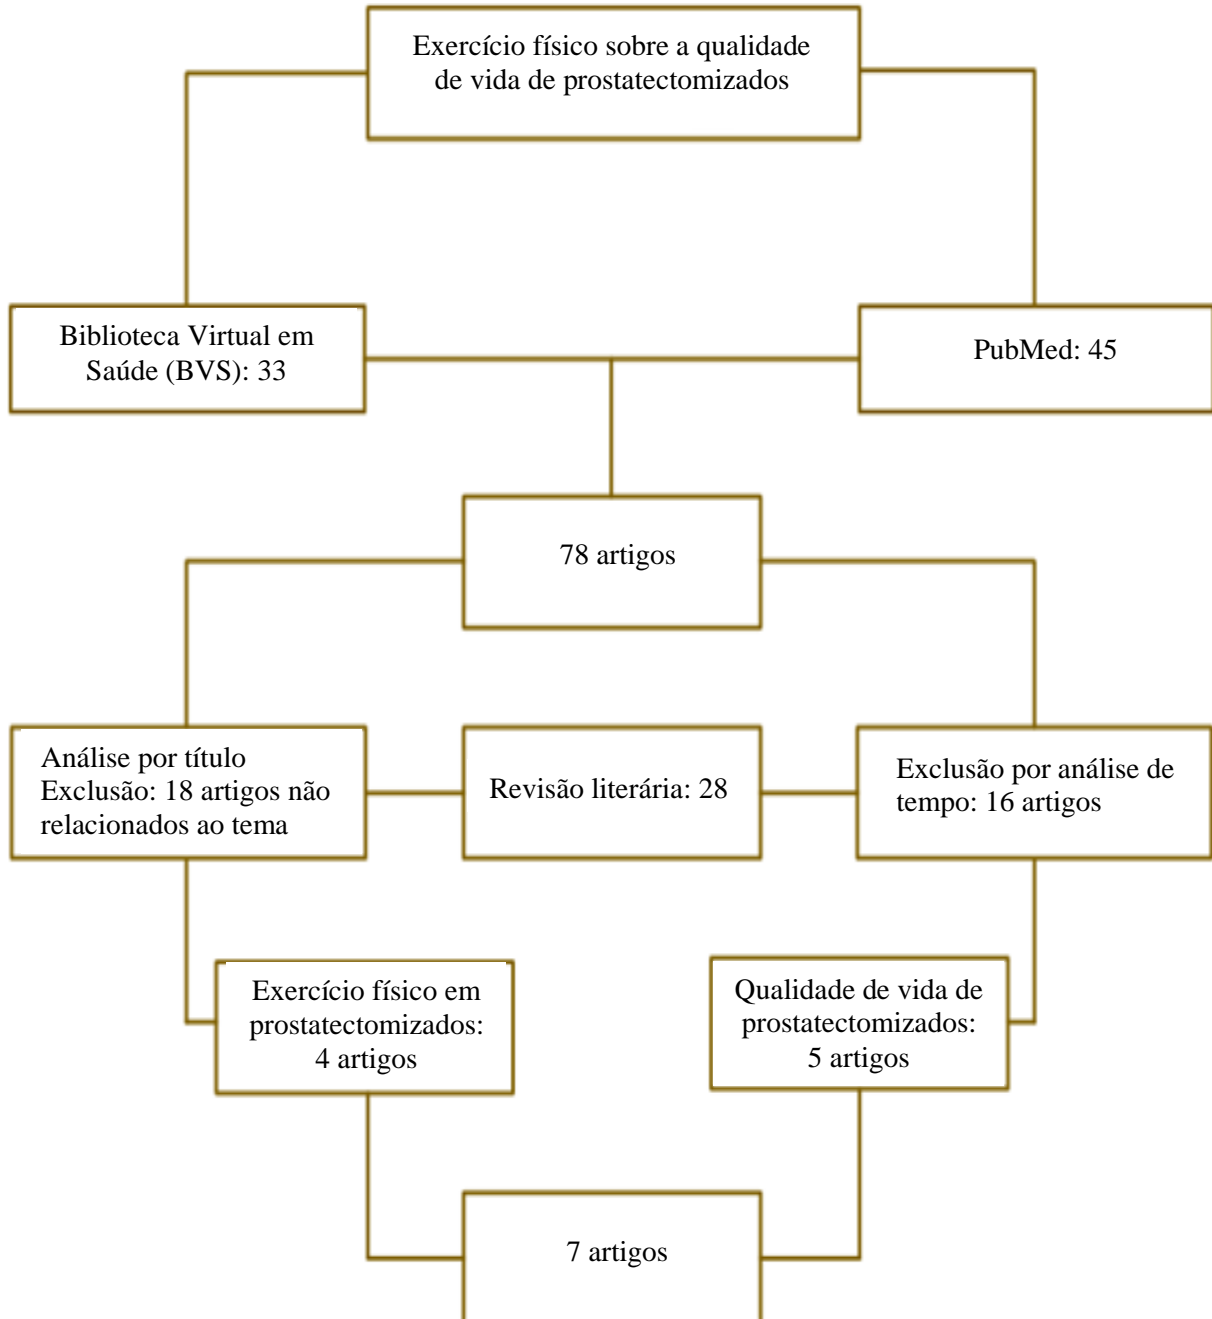 Exercício físico sobre a qualidade
de vida de prostatectomizados
Biblioteca Virtual em
Saúde (BVS): 33
PubMed: 45
78 artigos
Análise por título
Exclusão: 18 artigos não
relacionados ao tema
Revisão literária: 28
Exclusão por análise de
tempo: 16 artigos
Exercício físico em
prostatectomizados:
4 artigos
Qualidade de vida de
prostatectomizados:
5 artigos
7 artigos